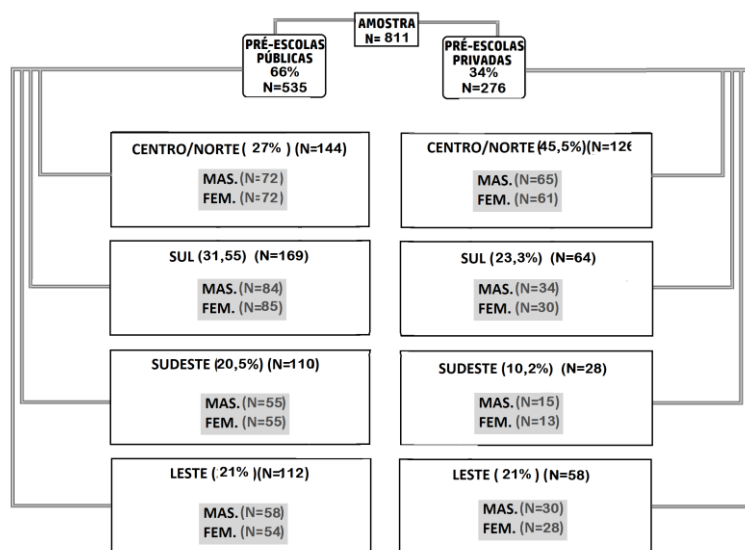 AMOSTRA
N= 811
PRÉ-ESCOLAS
PÚBLICAS
66%
N=535
PRÉ-ESCOLAS
PRIVADAS
34%
N=276
CENTRO/NORTE ( 27% ) (N=144)
MAS. (N=72)
FEM. (N=72)
CENTRO/NORTE (45,5%)(N=126
MAS. (N=65)
FEM. (N=61)
SUL (31,55) (N=169)
MAS. (N=84)
FEM. (N=85)
SUL (23,3%) (N=64)
MAS. (N=34)
FEM. (N=30)
SUDESTE (20,5%) (N=110)
MAS. (N=55)
FEM. (N=55)
SUDESTE (10,2%) (N=28)
MAS. (N=15)
FEM. (N=13)
LESTE ( 21% )(N=112)
MAS. (N=58)
FEM. (N=54)
LESTE ( 21% ) (N=58)
MAS. (N=30)
FEM. (N=28)